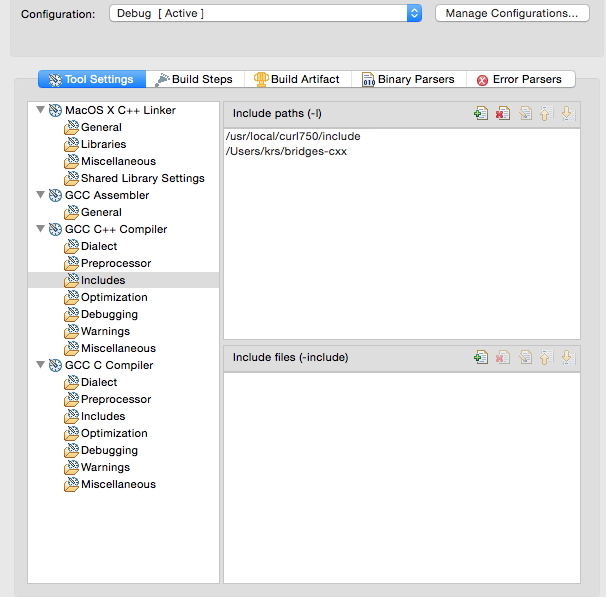 Configuration: Debug [ Active ] Manage Configurations...
Tool Settings Build Steps Build Artifact Binary Parsers Error Parsers
MacOS X C++ Linker
General
Libraries
Miscellaneous
Shared Library Settings
GCC Assembler
General
GCC C++ Compiler
Dialect
Preprocessor
Includes
Optimization
Debugging
Warnings
Miscellaneous
GCC C Compiler
Dialect
Preprocessor
Includes
Optimization
Debugging
Warnings
Miscellaneous
Include paths (-I)
/usr/local/curl750/include
/Users/krs/bridges-cxx
Include files (-include)